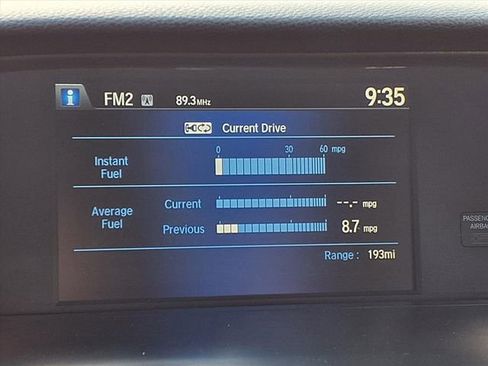 i FM2 89.3MHz 9:35
Current Drive
0 30 60 mpg
Instant
Fuel
Average
Fuel
Current --.- mpg
Previous 8.7 mpg
Range : 193mi
PASSENG
AIRBA